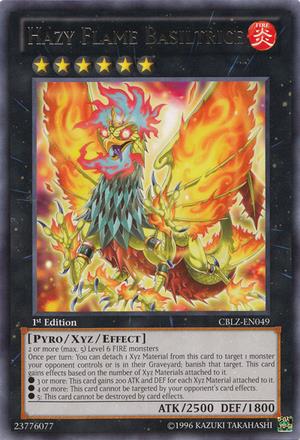 HAZY FLAME BASILTRICE
FIRE
炎
CBLZ-EN049
1st Edition
[PYRO/XYZ/EFFECT]
2 or more (max. 5) Level 6 FIRE monsters
Once per turn: You can detach 1 Xyz Material from this card to target 1 monster
your opponent controls or is in their Graveyard; banish that target. This card
gains effects based on the number of Xyz Materials attached to it.
● 3 or more: This card gains 200 ATK and DEF for each Xyz Material attached to it.
● 4 or more: This card cannot be targeted by your opponent's card effects.
● 5: This card cannot be destroyed by card effects.
ATK/2500 DEF/1800
23776077
©1996 KAZUKI TAKAHASHI